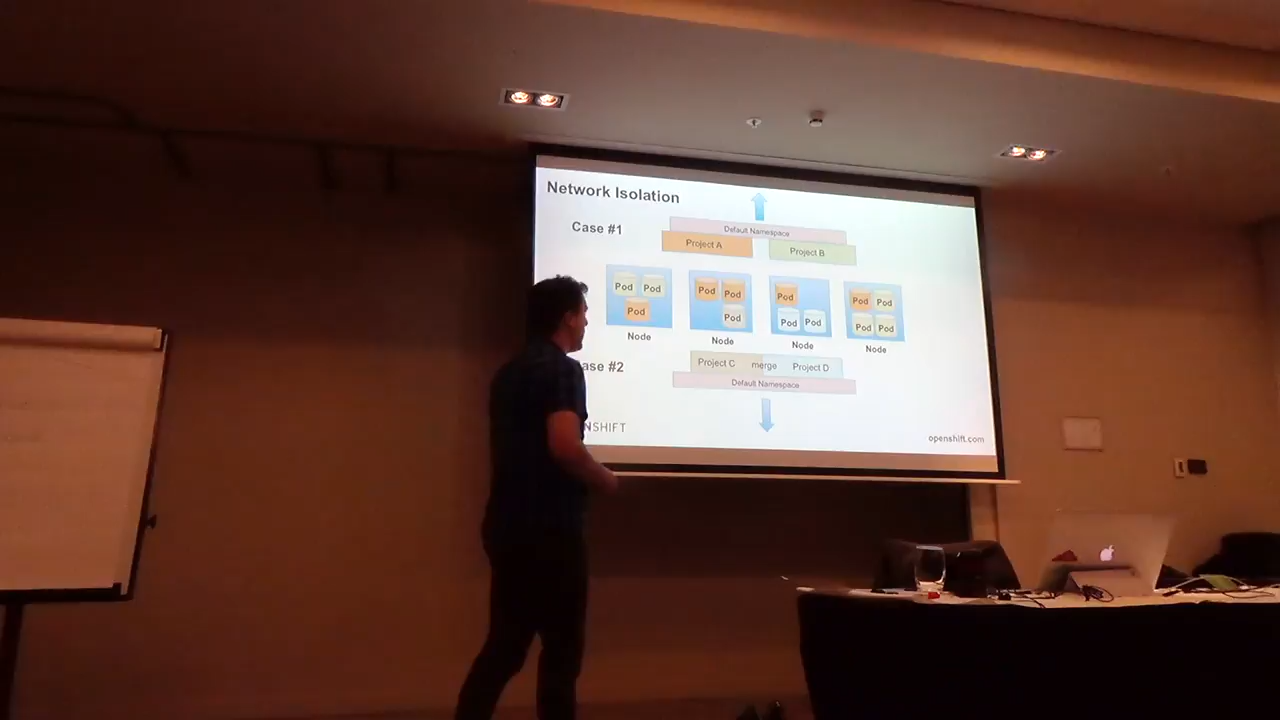 Network Isolation
Case #1
Default Namespace
Project A
Project B
Pod Pod
Pod
Pod Pod
Pod
Pod
Pod Pod
Pod Pod
Pod Pod
Node
Node
Node
Node
ase #2
Project C merge Project D
Default Namespace
NSHIFT
openshift.com